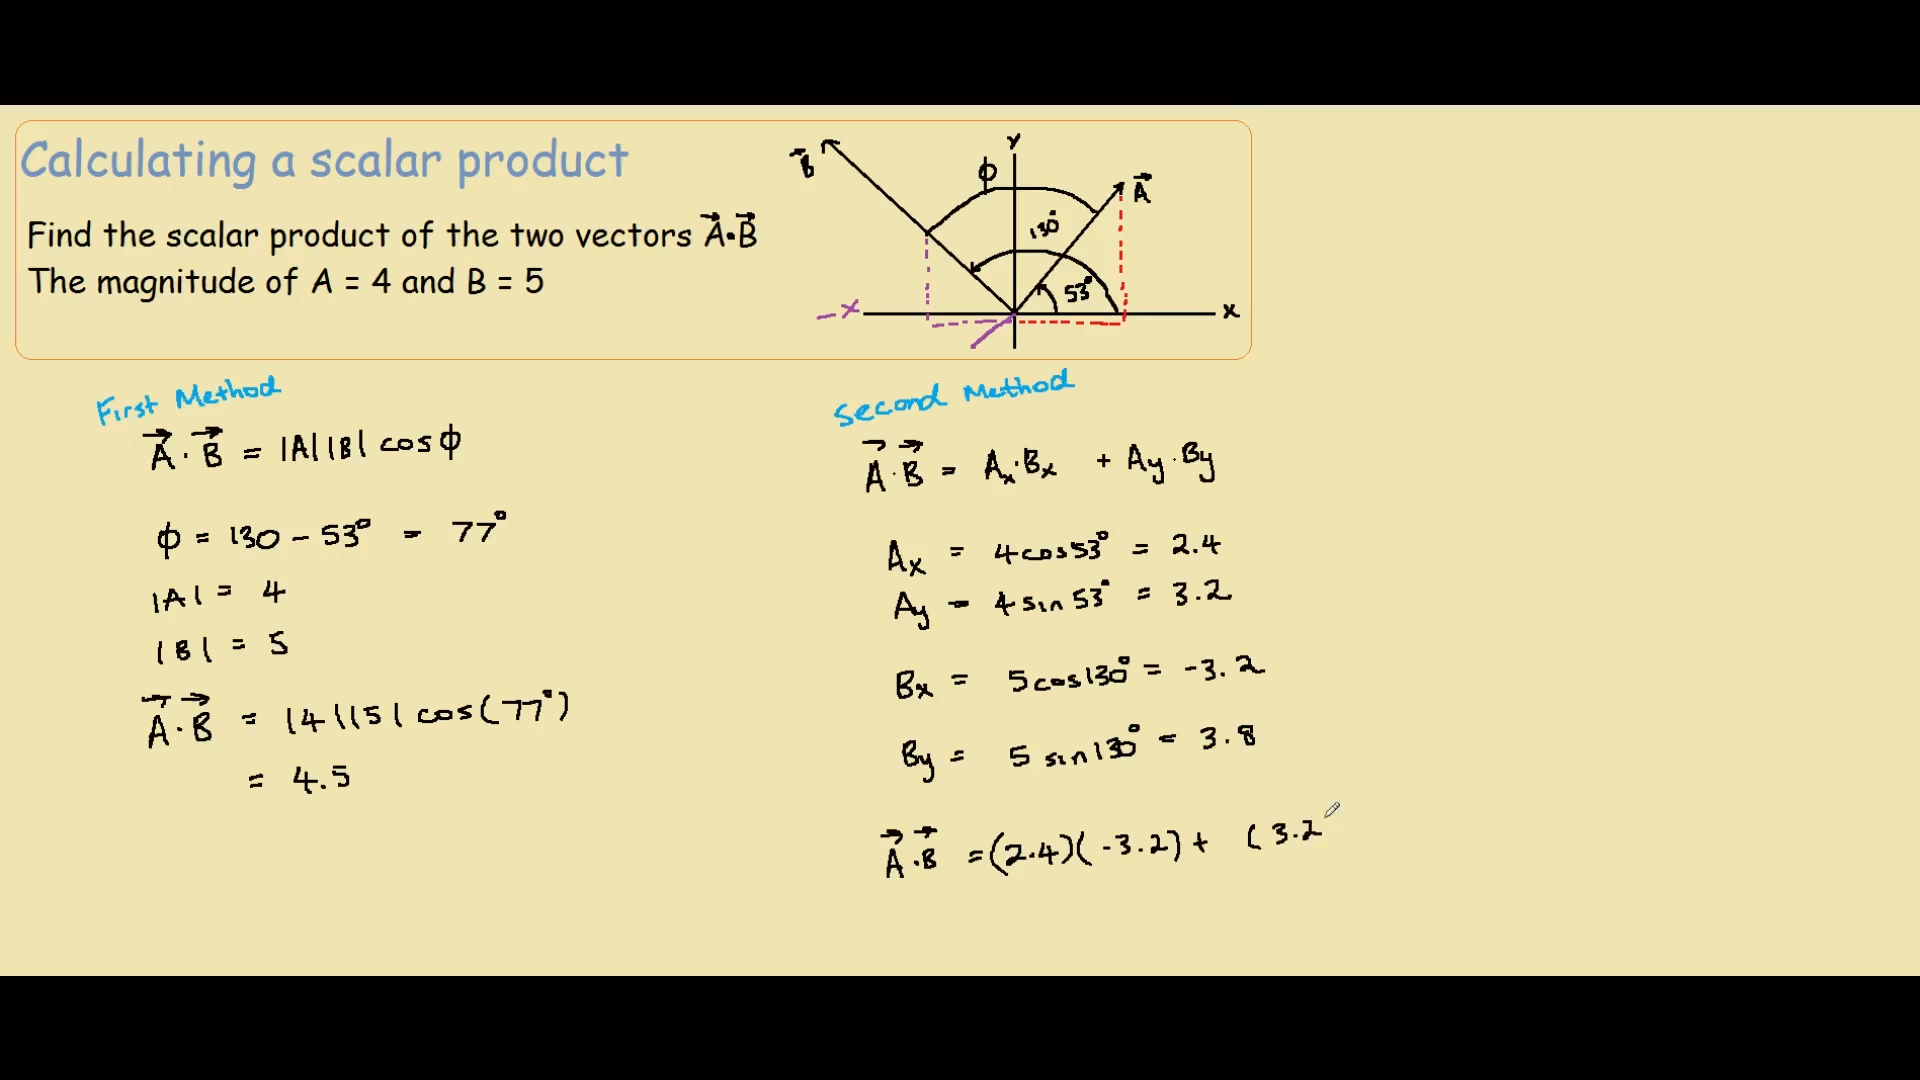 Calculating a scalar product
Find the scalar product of the two vectors A⃗•B⃗
The magnitude of A = 4 and B = 5
B⃗
ϕ
Y
A⃗
130°
53°
-X
X
First Method
A⃗ · B⃗ = |A||B| cosϕ
ϕ = 130 - 53° = 77°
|A| = 4
|B| = 5
A⃗ · B⃗ = |4||5| cos(77°)
= 4.5
Second Method
A⃗ · B⃗ = Ax·Bx + Ay·By
Ax = 4cos53° = 2.4
Ay = 4sin53° = 3.2
Bx = 5cos130° = -3.2
By = 5 sin130° = 3.8
A⃗ · B⃗ = (2.4)(-3.2) + (3.2